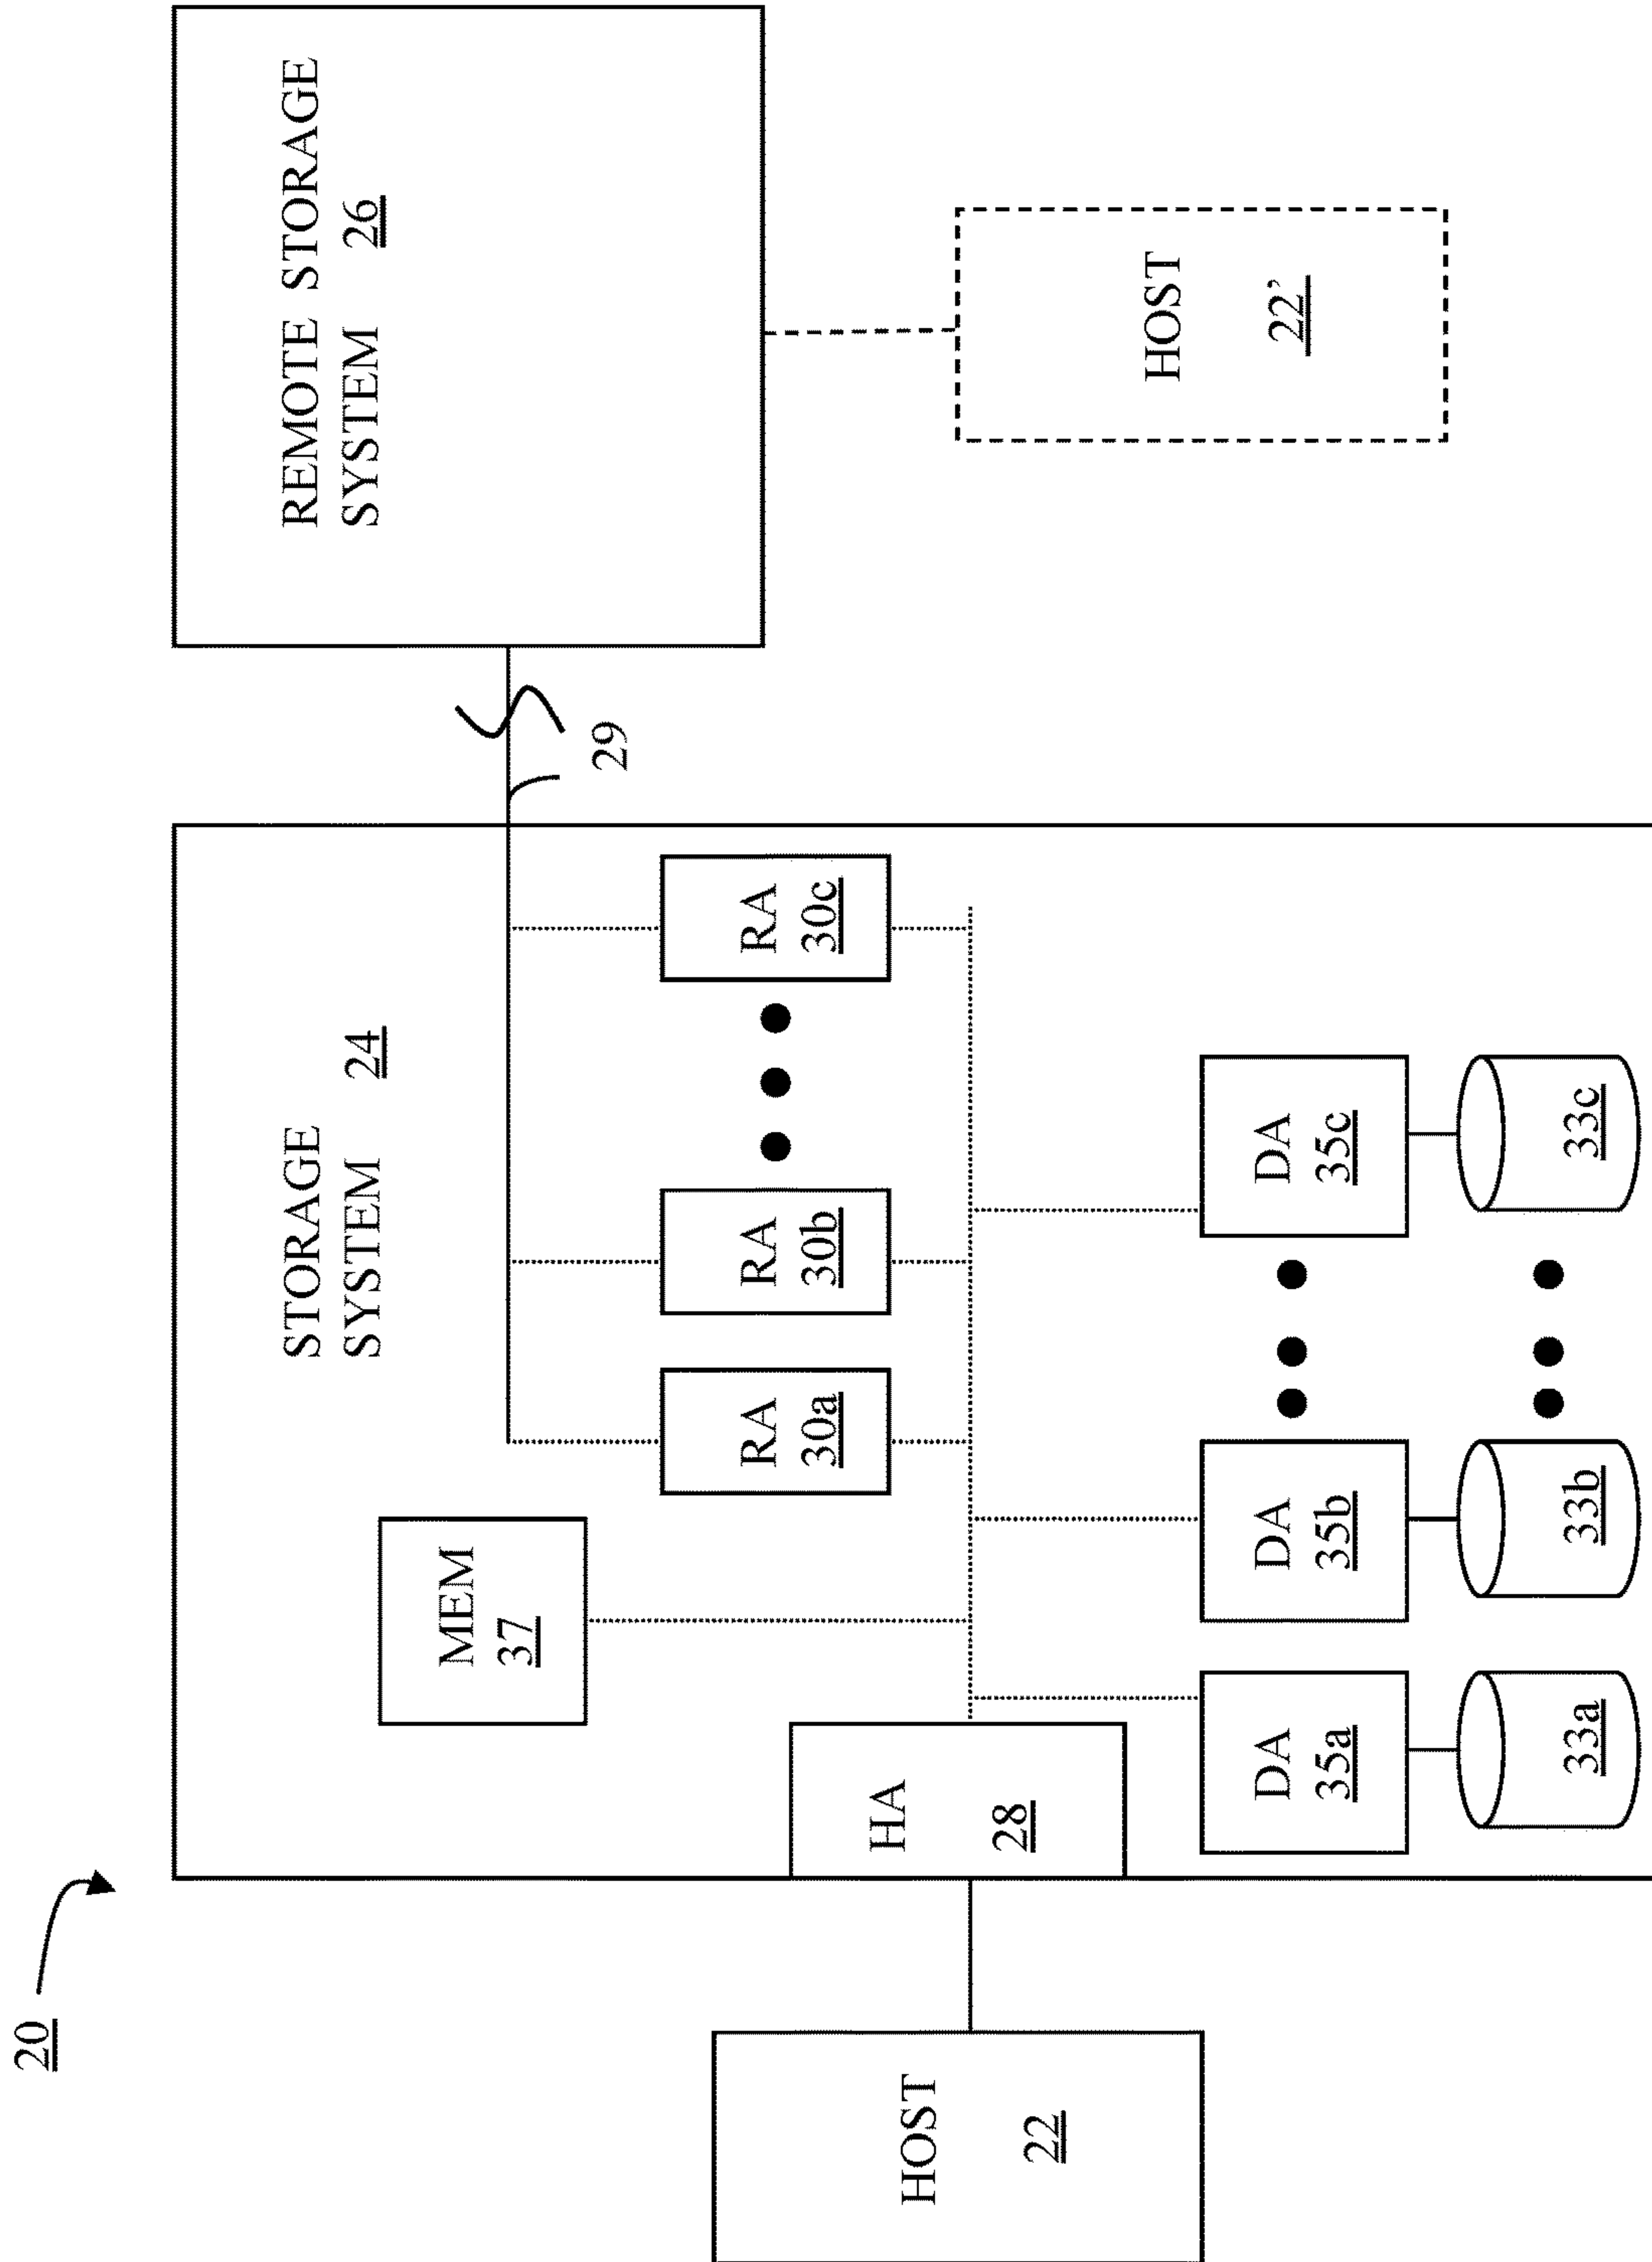 20
STORAGE
SYSTEM 24
REMOTE STORAGE
SYSTEM 26
29
MEM
37
RA
30a
RA
30b
RA
30c
HOST
22
HA
28
HOST
22’
DA
35a
DA
35b
DA
35c
33a
33b
33c